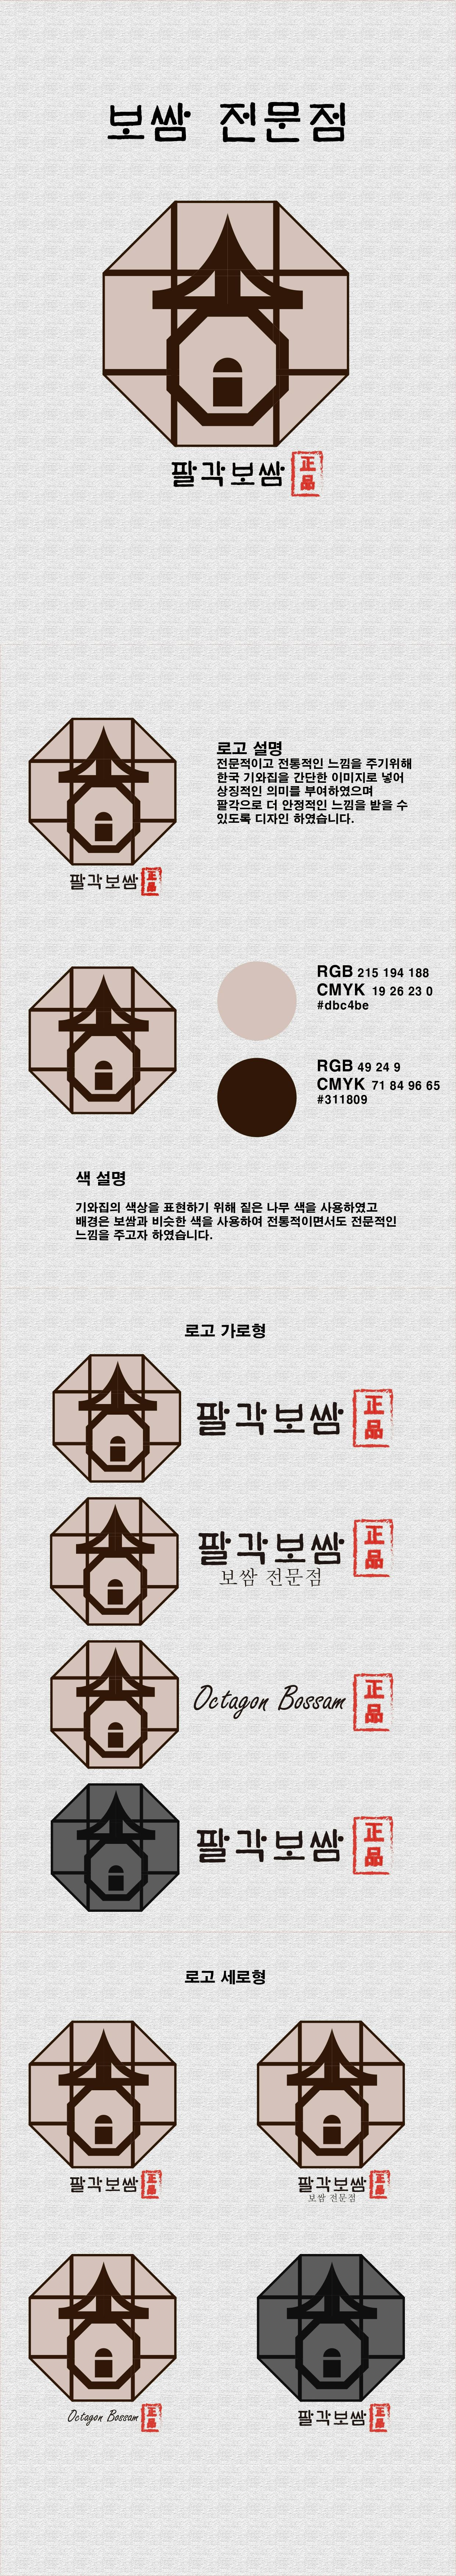 보쌈 전문점
팔각보쌈 正品
로고 설명
전문적이고 전통적인 느낌을 주기위해
한국 기와집을 간단한 이미지로 넣어
상징적인 의미를 부여하였으며
팔각으로 더 안정적인 느낌을 받을 수
있도록 디자인 하였습니다.
팔각보쌈 正品
RGB 215 194 188
CMYK 19 26 23 0
#dbc4be
RGB 49 24 9
CMYK 71 84 96 65
#311809
색 설명
기와집의 색상을 표현하기 위해 짙은 나무 색을 사용하였고
배경은 보쌈과 비슷한 색을 사용하여 전통적이면서도 전문적인
느낌을 주고자 하였습니다.
로고 가로형
팔각보쌈 正品
팔각보쌈 正品
보쌈 전문점
Octagon Bossam 正品
팔각보쌈 正品
로고 세로형
팔각보쌈 正品
팔각보쌈 正品
보쌈 전문점
Octagon Bossam 正品
팔각보쌈 正品